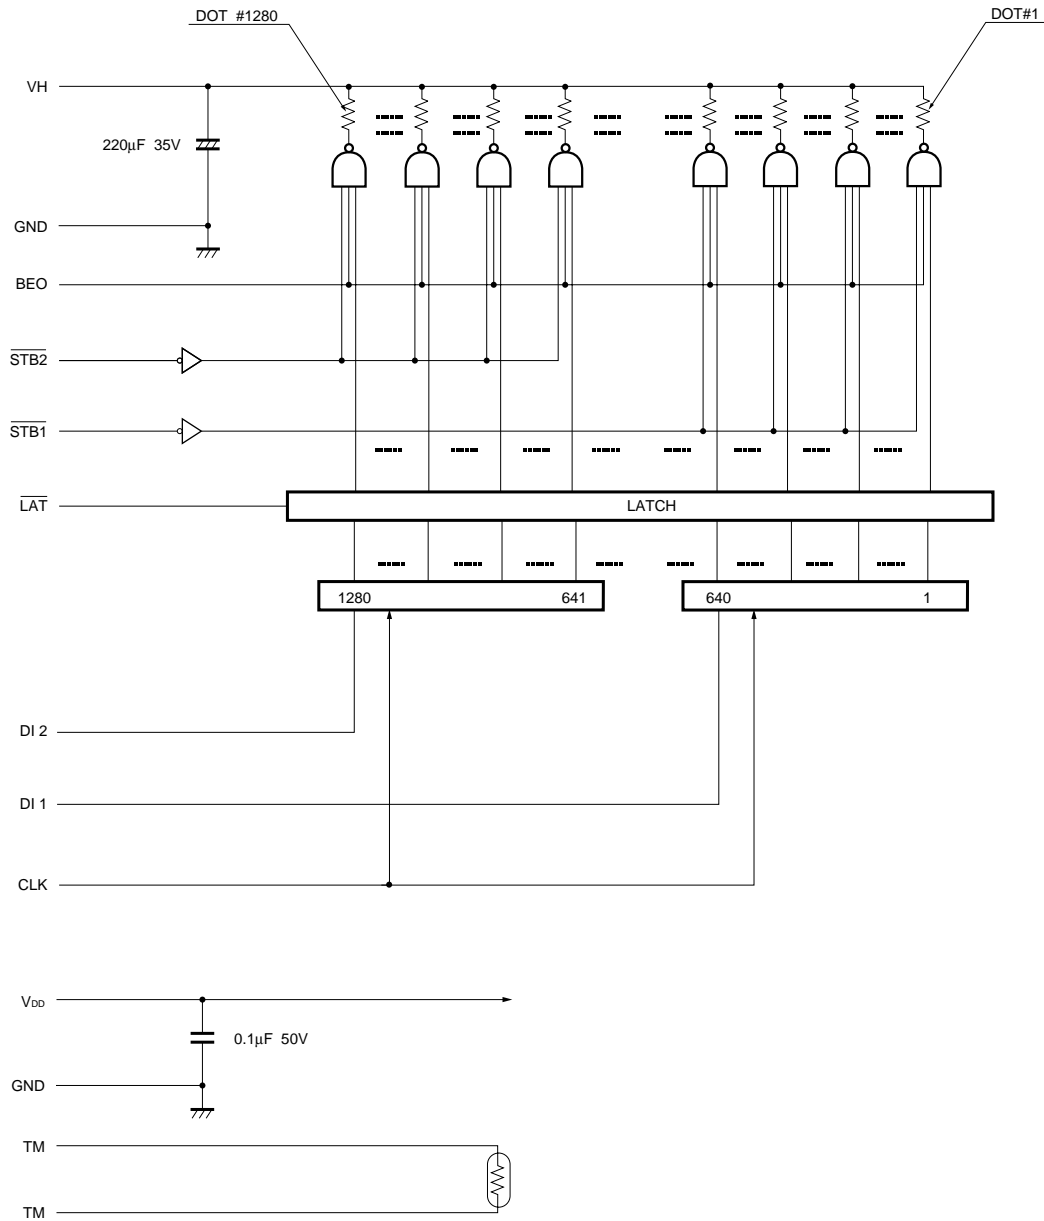 DOT #1280
DOT#1
VH
220µF 35V
GND
BEO
STB2
STB1
LAT
LATCH
1280 641
640 1
DI 2
DI 1
CLK
VDD
0.1µF 50V
GND
TM
TM